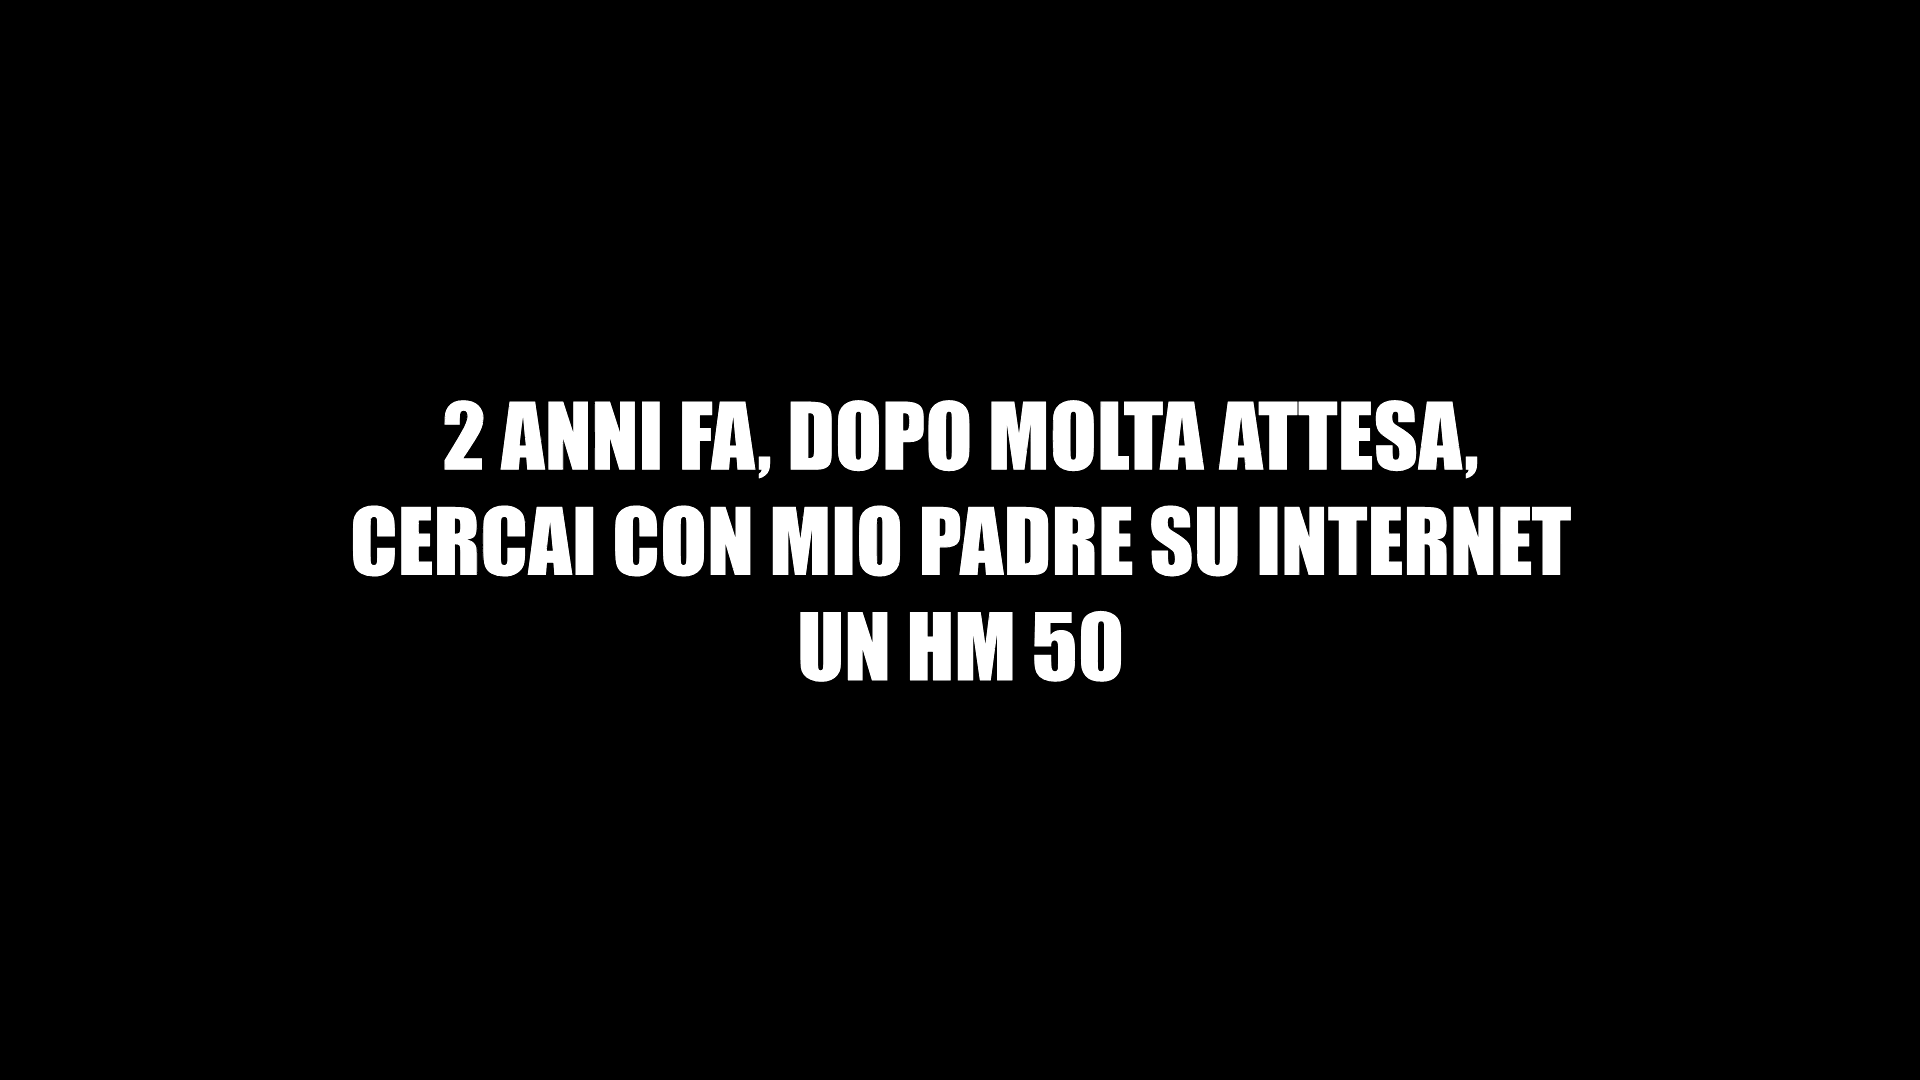 2 ANNI FA, DOPO MOLTA ATTESA,
CERCAI CON MIO PADRE SU INTERNET
UN HM 50